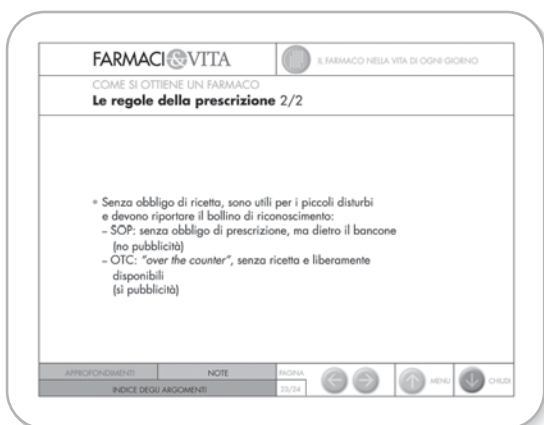 FARMACI&VITA
IL FARMACO NELLA VITA DI OGNI GIORNO
COME SI OTTIENE UN FARMACO
Le regole della prescrizione 2/2
• Senza obbligo di ricetta, sono utili per i piccoli disturbi
e devono riportare il bollino di riconoscimento:
– SOP: senza obbligo di prescrizione, ma dietro il bancone
(no pubblicità)
– OTC: "over the counter", senza ricetta e liberamente
disponibili
(sì pubblicità)
APPROFONDIMENTI
NOTE
PAGINA
MENU
CHIUDI
INDICE DEGLI ARGOMENTI
23/24